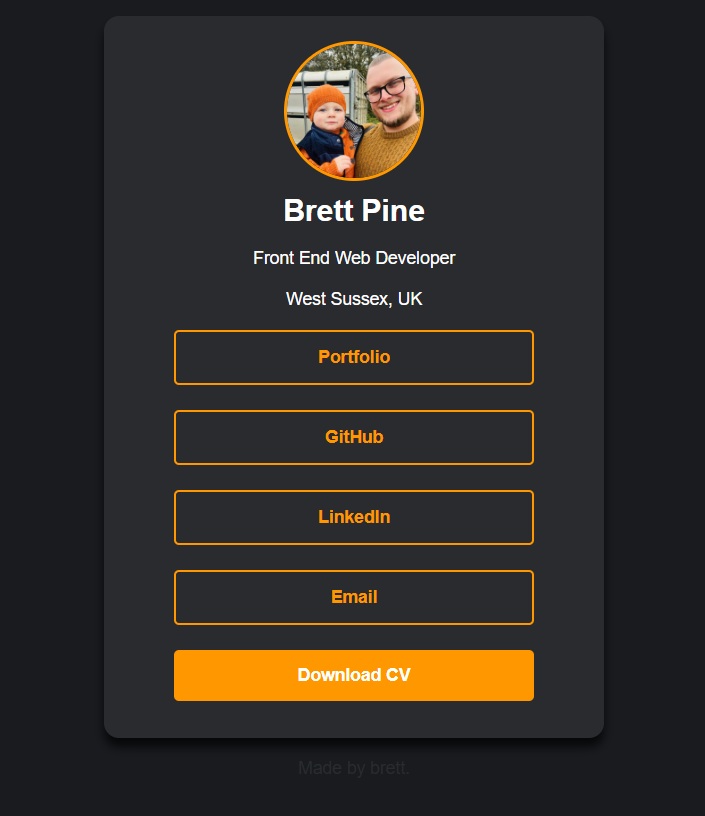 Brett Pine
Front End Web Developer
West Sussex, UK
Portfolio
GitHub
LinkedIn
Email
Download CV
Made by brett.